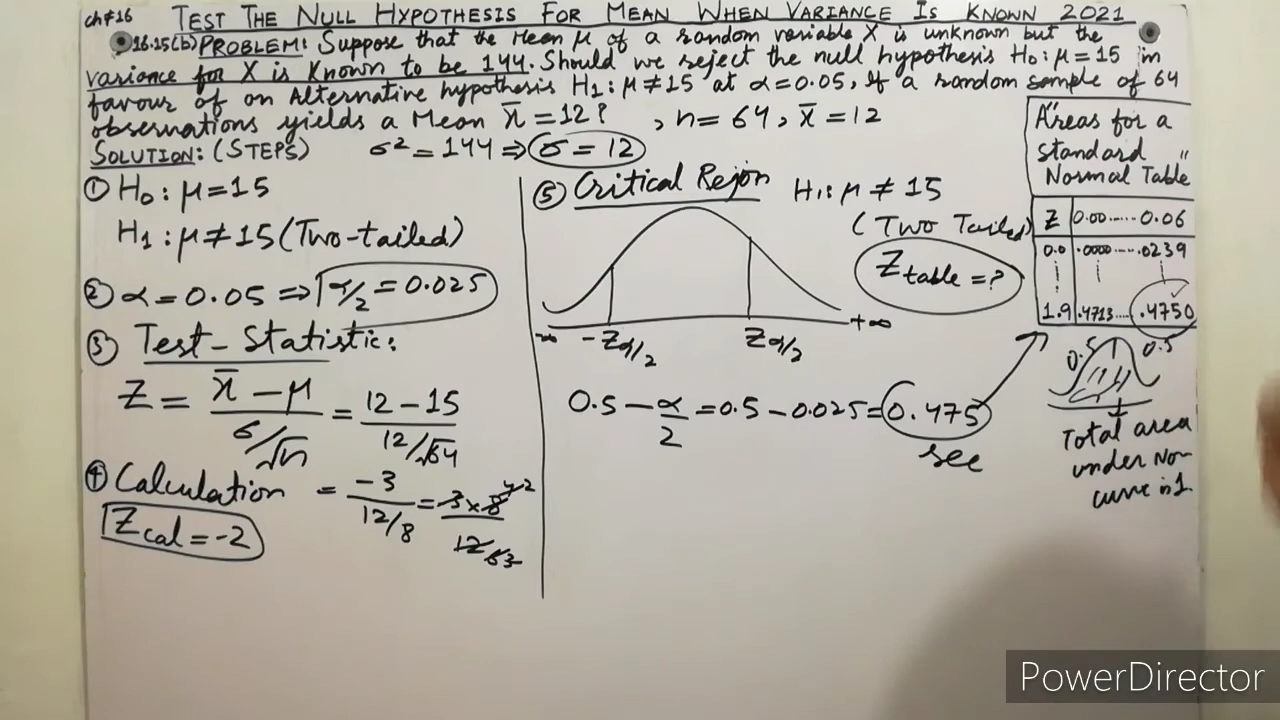 ch#16 TEST THE NULL HYPOTHESIS FOR MEAN WHEN VARIANCE IS KNOWN 2021
16.15(b) PROBLEM: Suppose that the Mean μ of a random variable X is unknown but the
variance for X is known to be 144. Should we reject the null hypothesis H₀: μ = 15 in
favour of an Alternative hypothesis H₁: μ ≠ 15 at α = 0.05, If a random sample of 64
observations yields a Mean x̄ = 12? , n = 64, x̄ = 12
SOLUTION: (STEPS) σ² = 144 ⇒ σ = 12
① H₀: μ = 15
H₁: μ ≠ 15 (Two-tailed)
② α = 0.05 ⇒ α/2 = 0.025
③ Test-Statistic:
Z = x̄ - μ / 6/√n = 12 - 15 / 12/√64
④ Calculation = -3 / 12/8 = -3 × 8 / 12
Zcal = -2
⑤ Critical Rejon H₁: μ ≠ 15
(Two Tailed)
Ztable = ?
-∞ -Zα/2 Zα/2 +∞
0.5 - α/2 = 0.5 - 0.025 = 0.475
see
"Areas for a
standard
Normal Table"
Z 0.00...... 0.06
0.0 .0000......0239
1.9 .4713.... .4750
0.5 0.5
Total area
under Nor
curve is 1.
PowerDirector